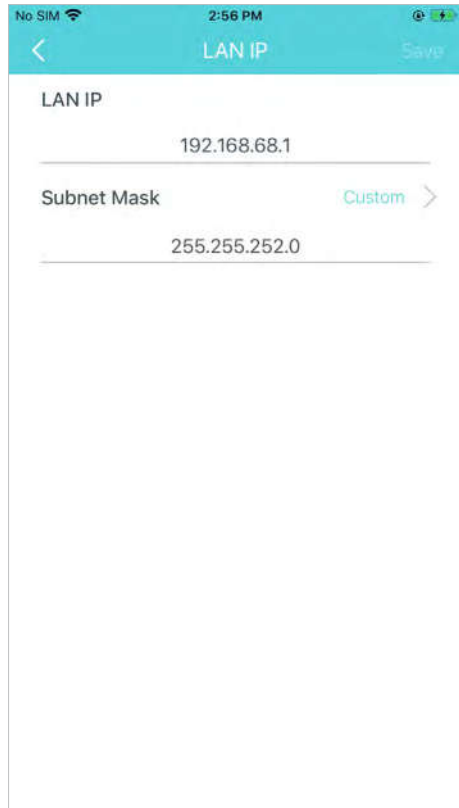 No SIM 2:56 PM
LAN IP Save
LAN IP
192.168.68.1
Subnet Mask Custom
255.255.252.0